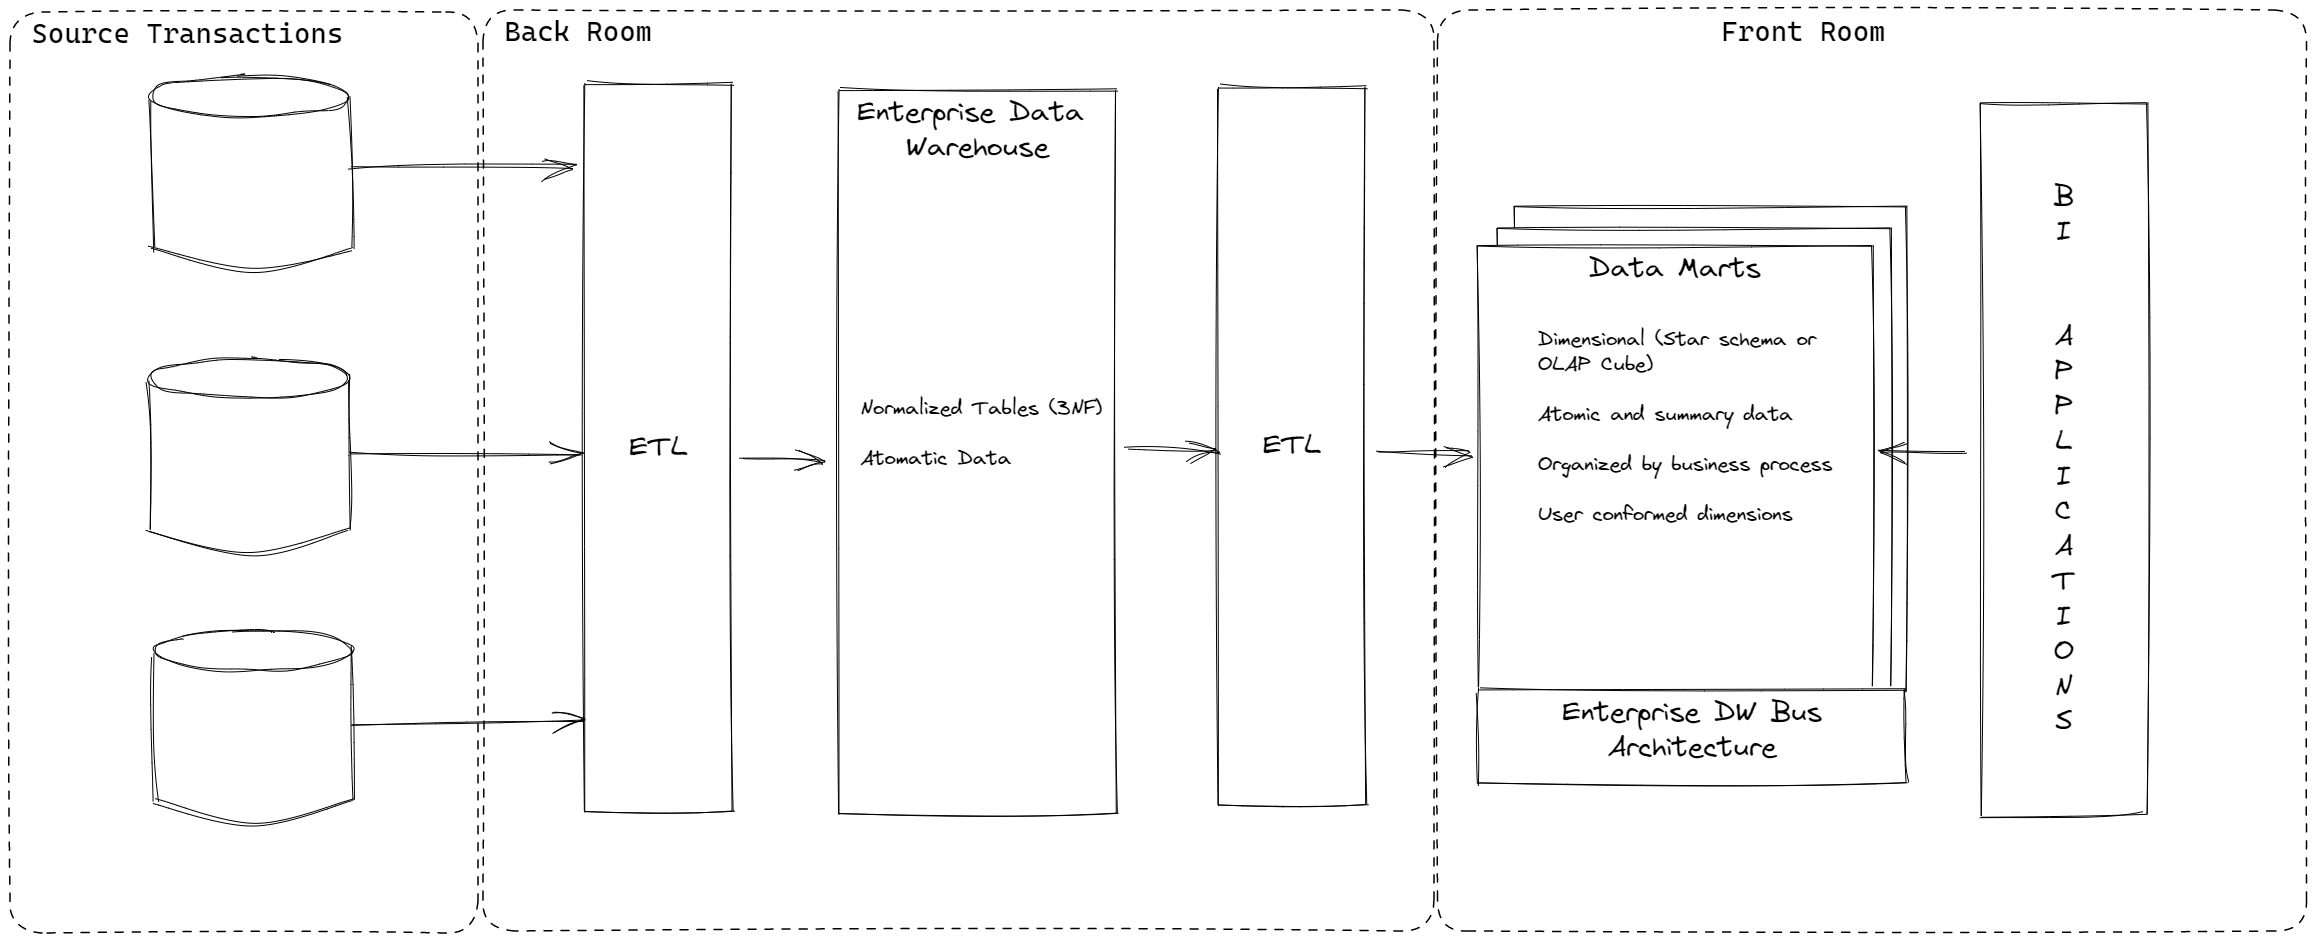 Source Transactions
Back Room
Front Room
ETL
Enterprise Data
Warehouse
Normalized Tables (3NF)
Atomatic Data
ETL
Data Marts
Dimensional (Star schema or
OLAP Cube)
Atomic and summary data
Organized by business process
User conformed dimensions
Enterprise DW Bus
Architecture
B
I
A
P
P
L
I
C
A
T
I
O
N
S